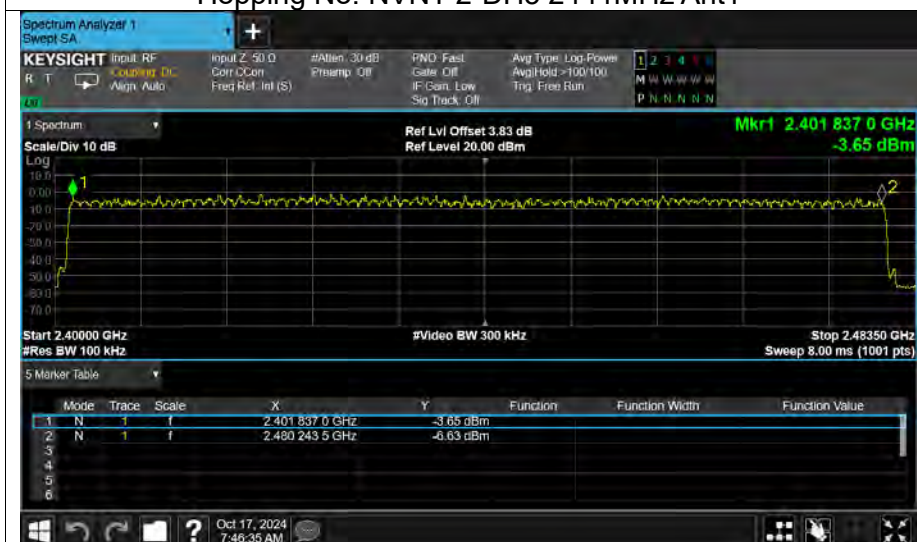 Hopping No. NVNT 2-DH5 2441MHz Ant1
Spectrum Analyzer 1
Swept SA
+
KEYSIGHT Input: RF
Coupling: DC
Align: Auto
R T
Input Z: 50 Ω
Corr CCorr
Freq Ref: Int (S)
#Atten: 30 dB
Preamp: Off
PNO: Fast
Gate: Off
IF Gain: Low
Sig Track: Off
Avg Type: Log-Power
Avg|Hold: >100/100
Trig: Free Run
1 2 3 4 5 6
M W W W W W W
P N N N N N N
1 Spectrum
Scale/Div 10 dB
Ref Lvl Offset 3.83 dB
Ref Level 20.00 dBm
Mkr1 2.401 837 0 GHz
-3.65 dBm
Log
10.0
0.00
-10.0
-20.0
-30.0
-40.0
-50.0
-60.0
-70.0
1
2
Start 2.40000 GHz
#Res BW 100 kHz
#Video BW 300 kHz
Stop 2.48350 GHz
Sweep 8.00 ms (1001 pts)
5 Marker Table
Mode Trace Scale X Y Function Function Width Function Value
1 N 1 f 2.401 837 0 GHz -3.65 dBm
2 N 1 f 2.480 243 5 GHz -6.63 dBm
3
4
5
6
?
Oct 17, 2024
7:46:35 AM